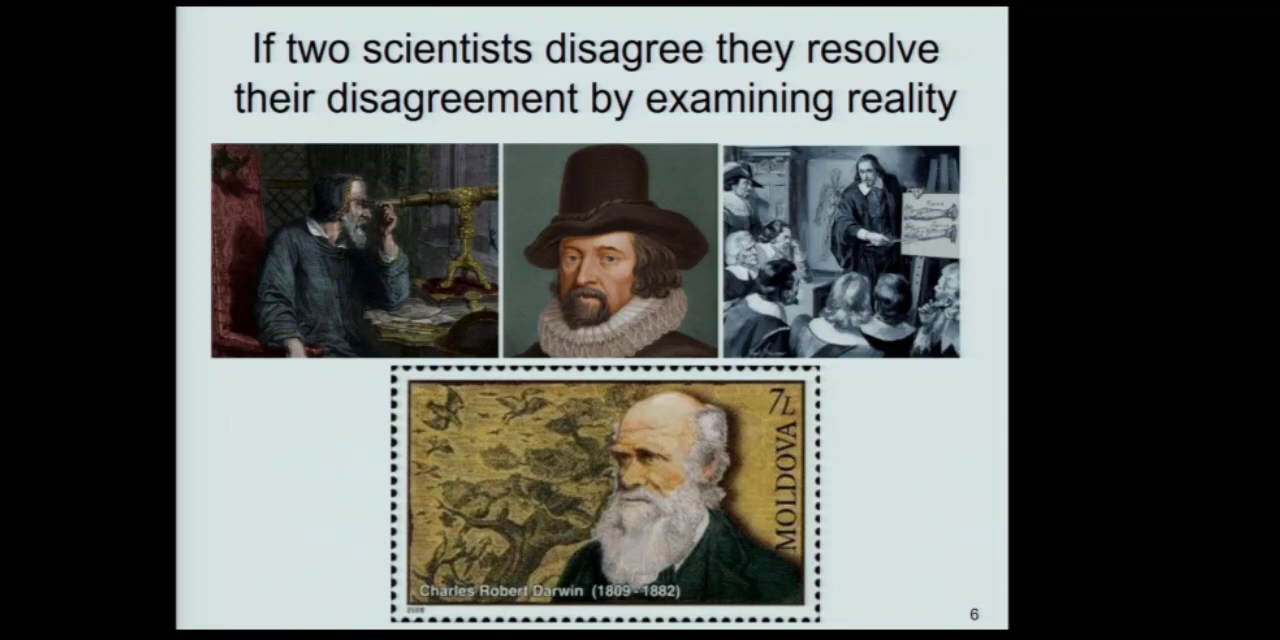 If two scientists disagree they resolve
their disagreement by examining reality
7L
MOLDOVA
Charles Robert Darwin (1809-1882)
6